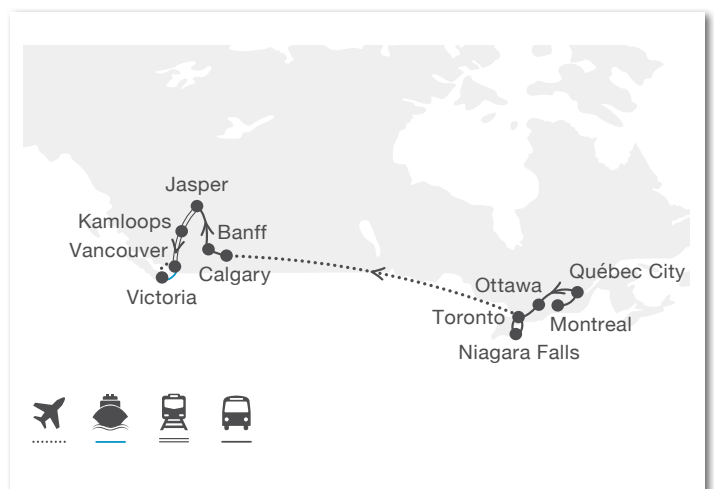 Jasper
Kamloops
Banff
Vancouver
Calgary
Victoria
Québec City
Ottawa
Toronto
Montreal
Niagara Falls